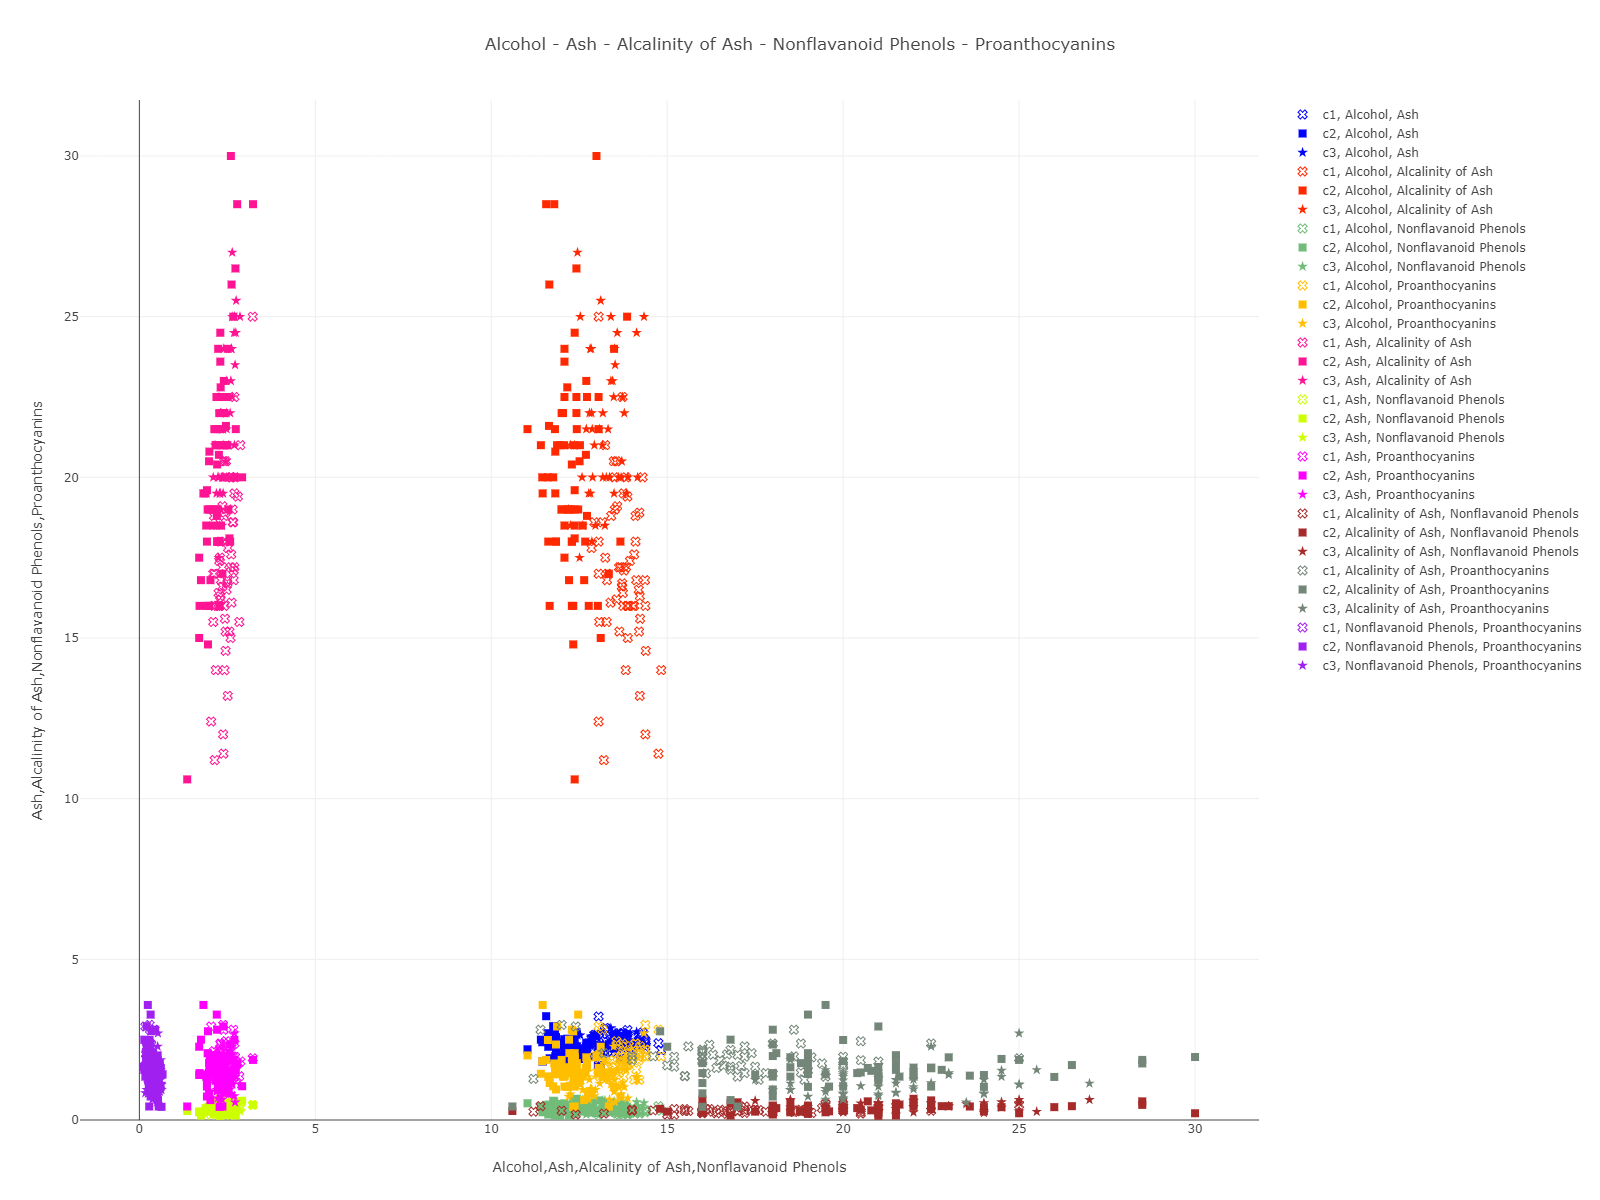 Alcohol - Ash - Alcalinity of Ash - Nonflavanoid Phenols - Proanthocyanins
c1, Alcohol, Ash
c2, Alcohol, Ash
c3, Alcohol, Ash
c1, Alcohol, Alcalinity of Ash
c2, Alcohol, Alcalinity of Ash
c3, Alcohol, Alcalinity of Ash
c1, Alcohol, Nonflavanoid Phenols
c2, Alcohol, Nonflavanoid Phenols
c3, Alcohol, Nonflavanoid Phenols
c1, Alcohol, Proanthocyanins
c2, Alcohol, Proanthocyanins
c3, Alcohol, Proanthocyanins
c1, Ash, Alcalinity of Ash
c2, Ash, Alcalinity of Ash
c3, Ash, Alcalinity of Ash
c1, Ash, Nonflavanoid Phenols
c2, Ash, Nonflavanoid Phenols
c3, Ash, Nonflavanoid Phenols
c1, Ash, Proanthocyanins
c2, Ash, Proanthocyanins
c3, Ash, Proanthocyanins
c1, Alcalinity of Ash, Nonflavanoid Phenols
c2, Alcalinity of Ash, Nonflavanoid Phenols
c3, Alcalinity of Ash, Nonflavanoid Phenols
c1, Alcalinity of Ash, Proanthocyanins
c2, Alcalinity of Ash, Proanthocyanins
c3, Alcalinity of Ash, Proanthocyanins
c1, Nonflavanoid Phenols, Proanthocyanins
c2, Nonflavanoid Phenols, Proanthocyanins
c3, Nonflavanoid Phenols, Proanthocyanins
Ash,Alcalinity of Ash,Nonflavanoid Phenols,Proanthocyanins
30
25
20
15
10
5
0
0 5 10 15 20 25 30
Alcohol,Ash,Alcalinity of Ash,Nonflavanoid Phenols